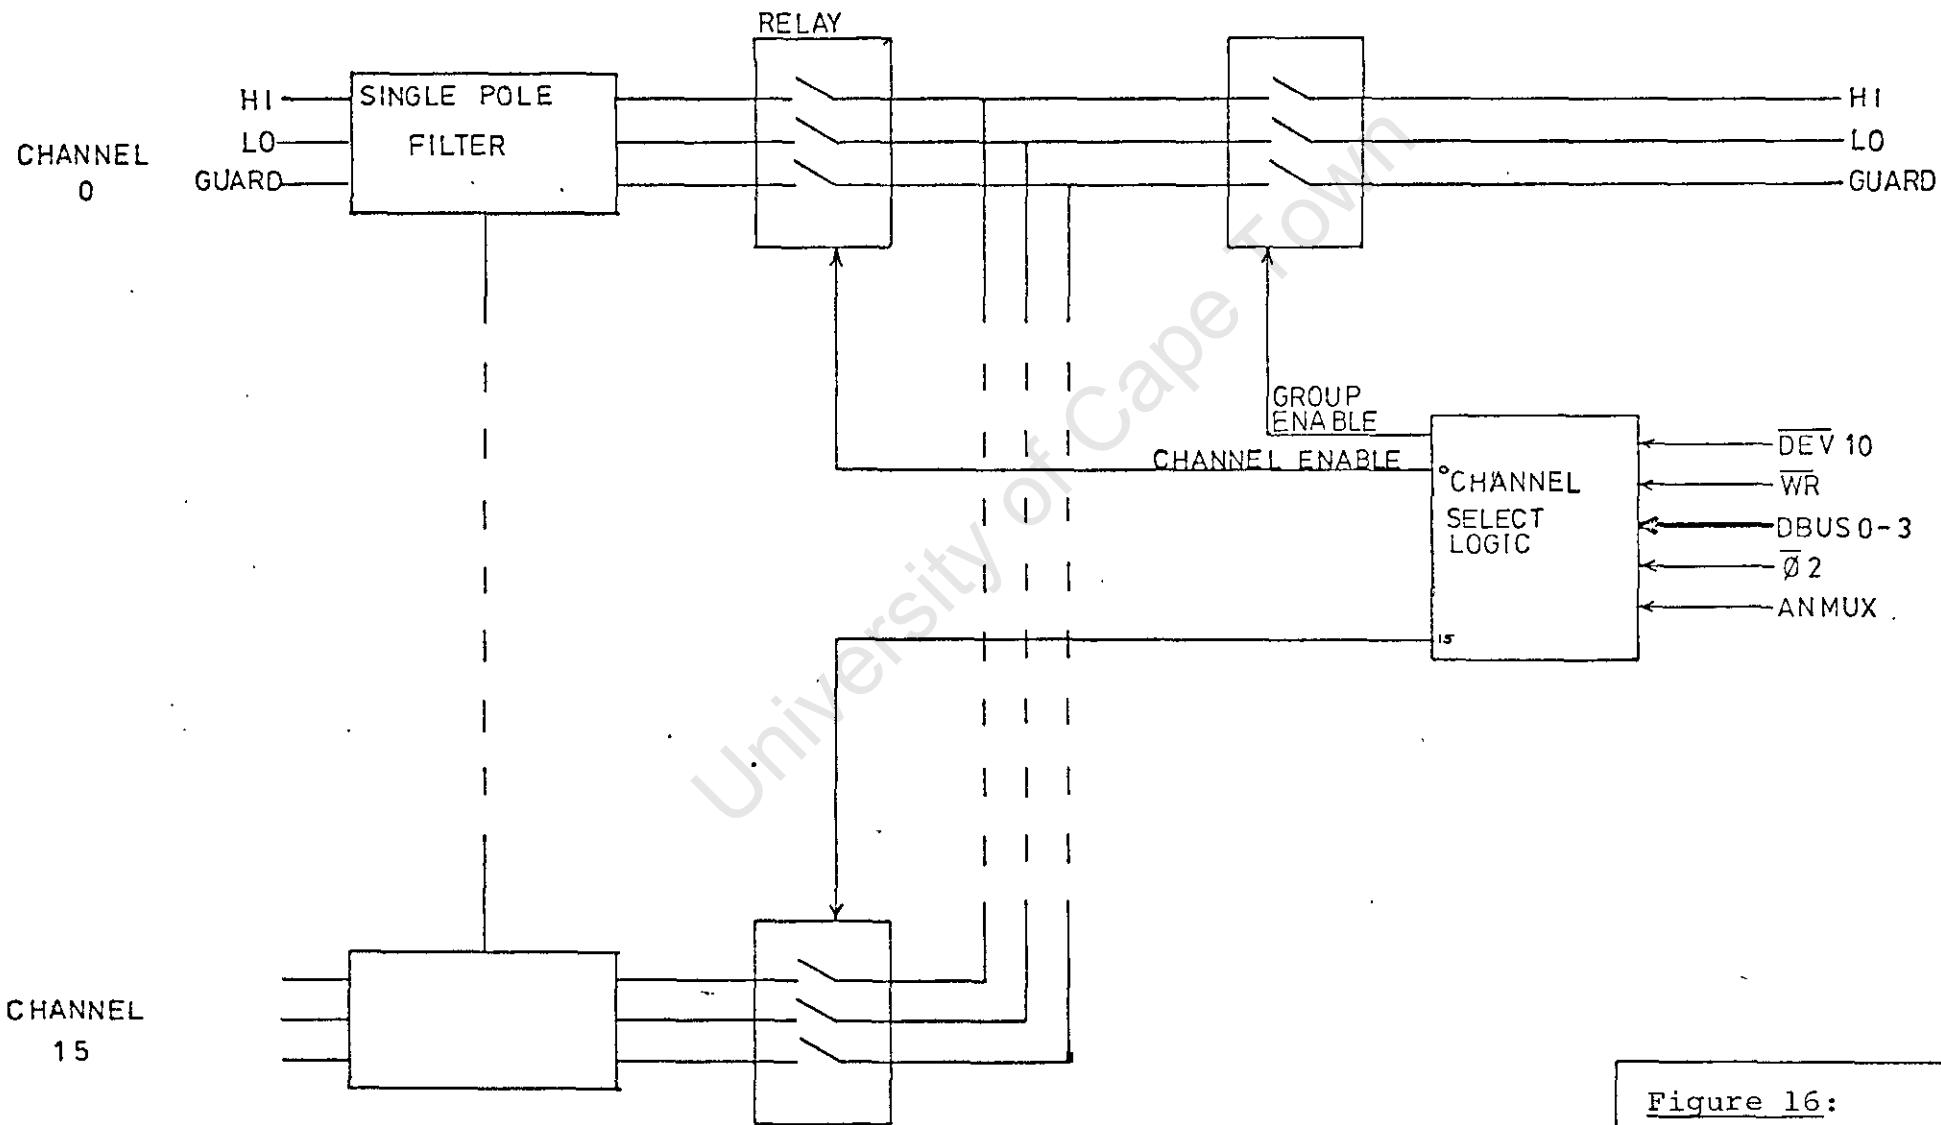 RELAY
HI
LO
GUARD
CHANNEL
0
SINGLE POLE
FILTER
HI
LO
GUARD
GROUP
ENABLE
CHANNEL ENABLE
0
CHANNEL
SELECT
LOGIC
15
DEV 10
WR
DBUS 0-3
Ø 2
ANMUX
CHANNEL
15
University of Cape Town
Figure 16: